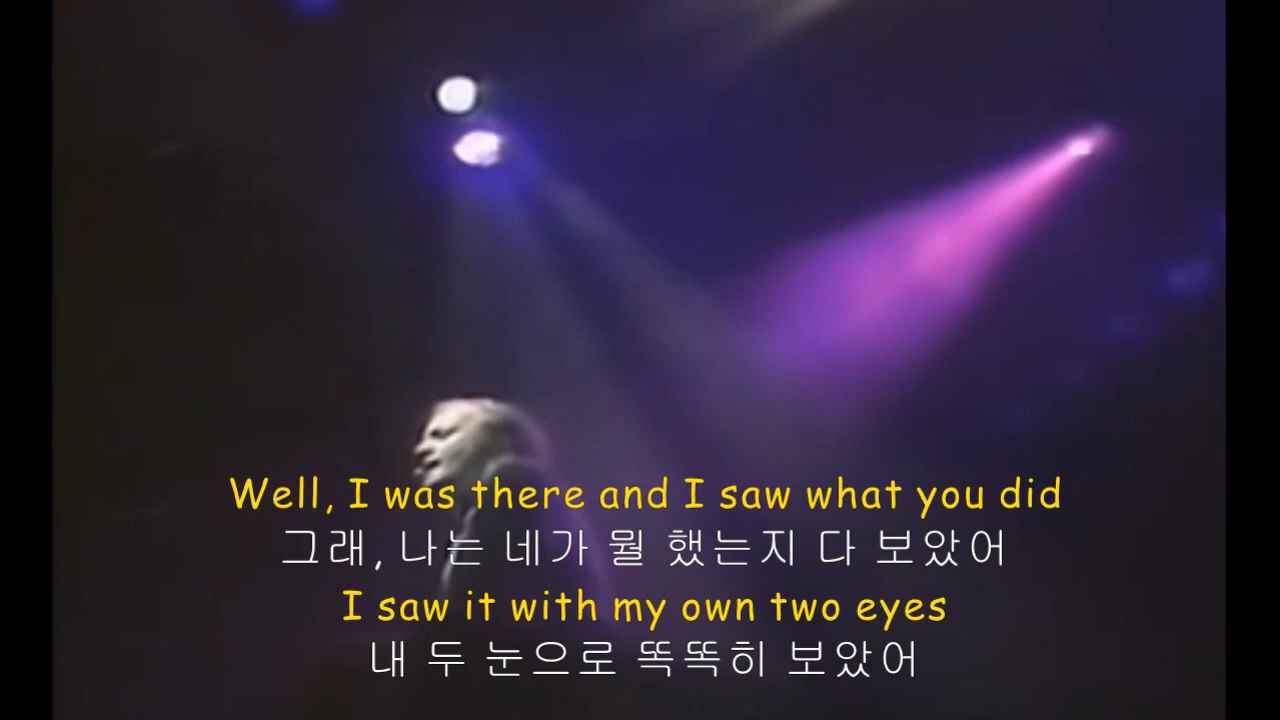 Well, I was there and I saw what you did
그래, 나는 네가 뭘 했는지 다 보았어
I saw it with my own two eyes
내 두 눈으로 똑똑히 보았어